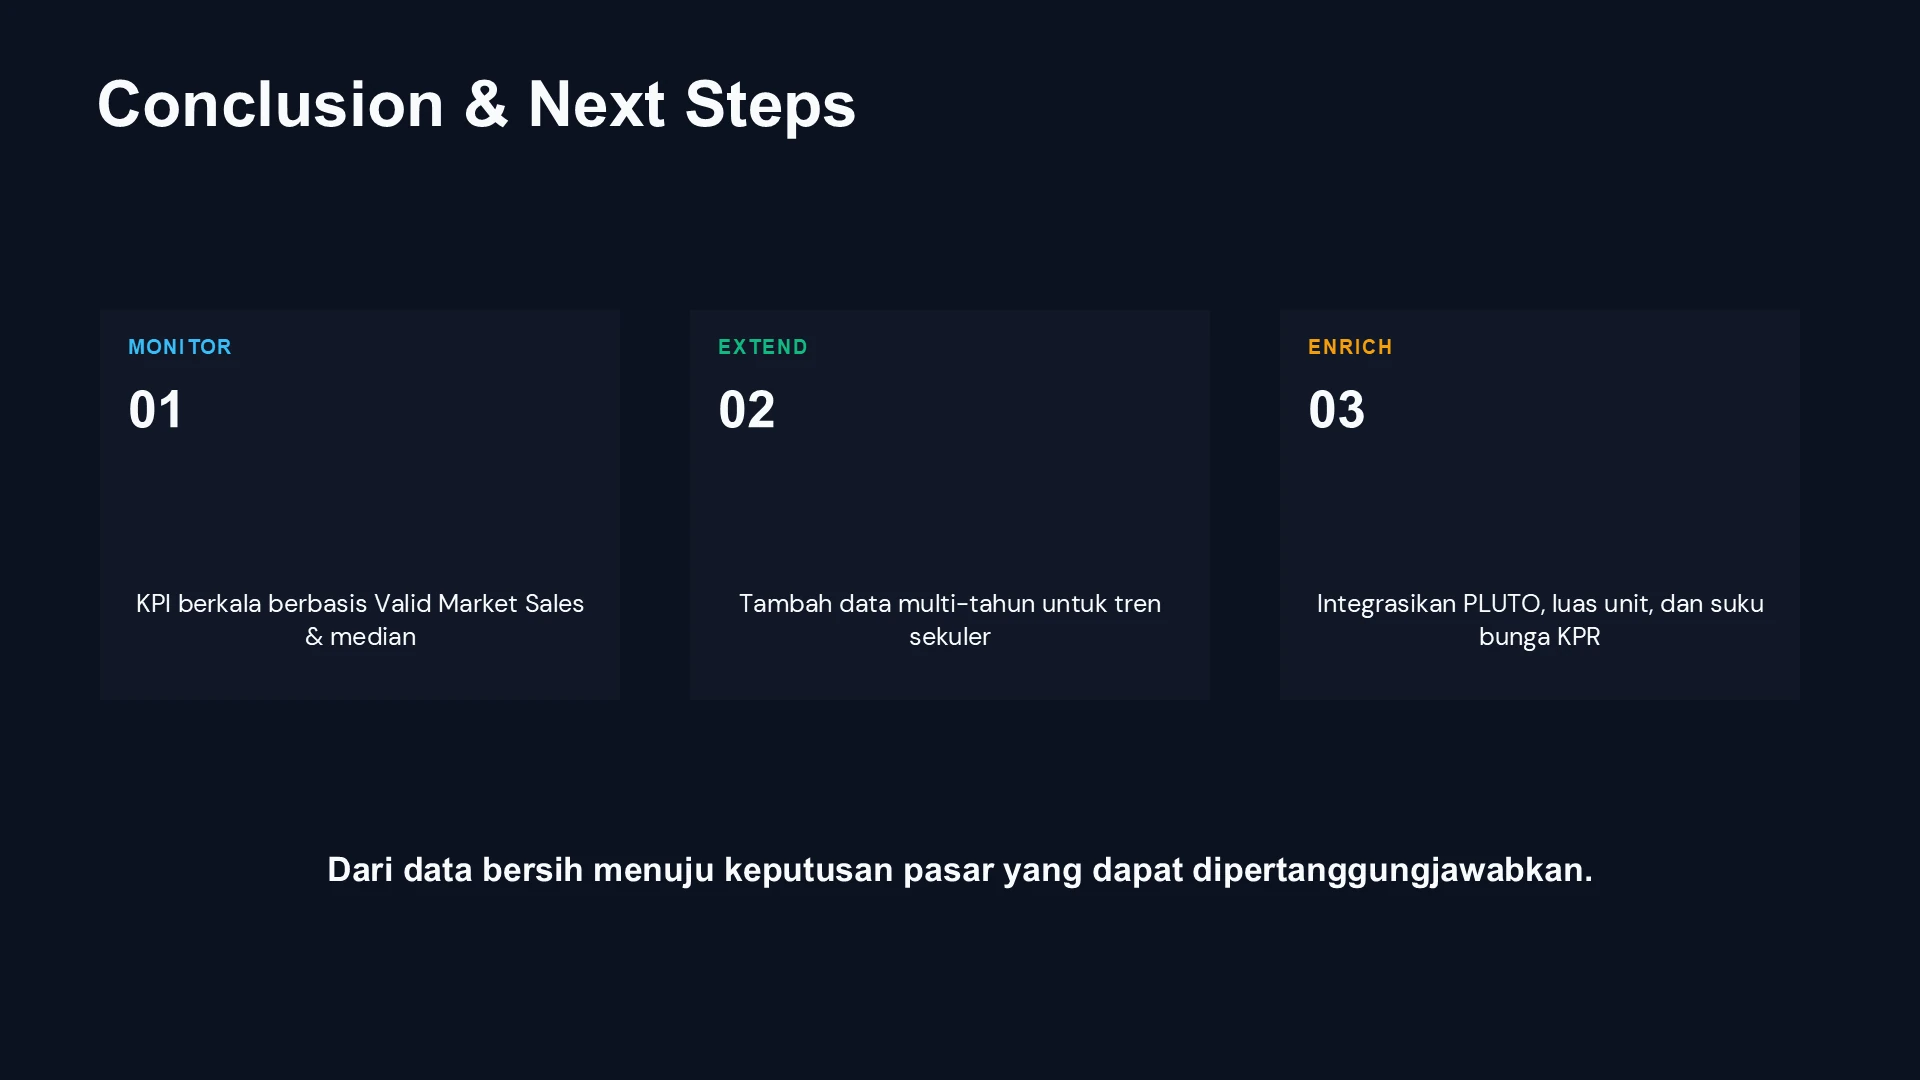 Conclusion & Next Steps
MONITOR
01
KPI berkala berbasis Valid Market Sales
& median
EXTEND
02
Tambah data multi-tahun untuk tren
sekuler
ENRICH
03
Integrasikan PLUTO, luas unit, dan suku
bunga KPR
Dari data bersih menuju keputusan pasar yang dapat dipertanggungjawabkan.